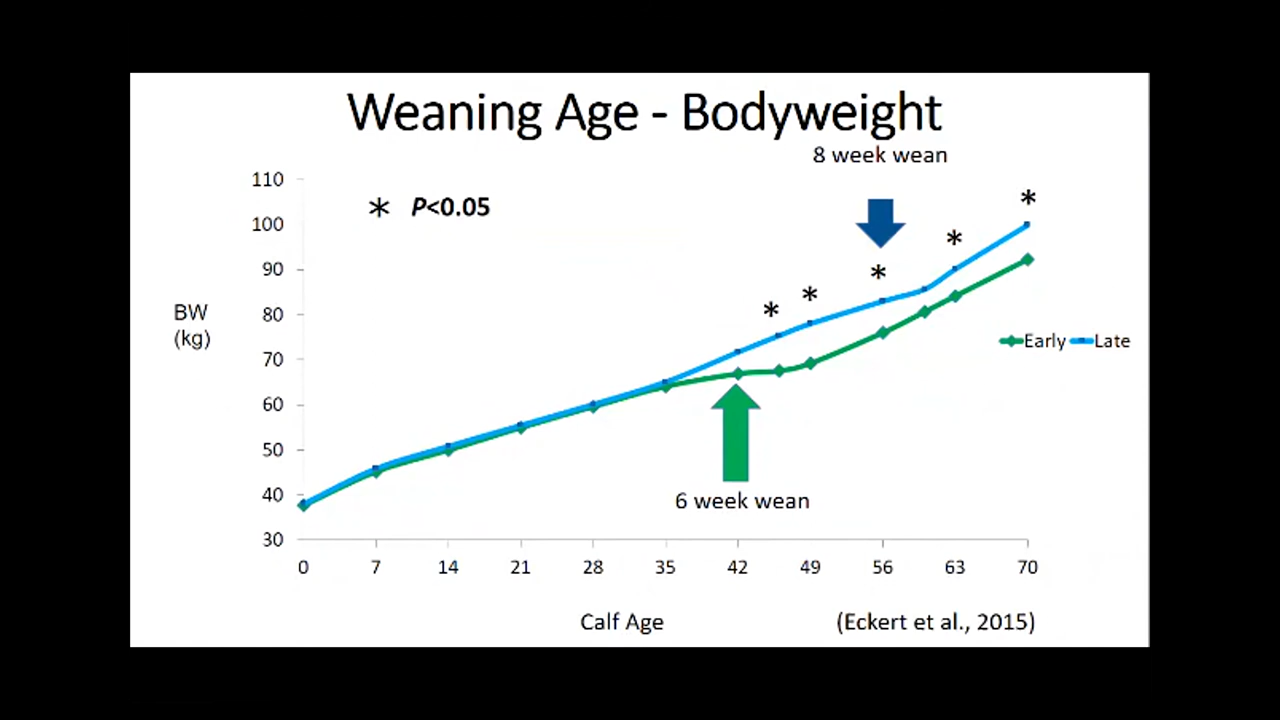 Weaning Age - Bodyweight
8 week wean
* P<0.05
110
100
90
80
70
60
50
40
30
BW
(kg)
* * * * *
Early Late
6 week wean
0 7 14 21 28 35 42 49 56 63 70
Calf Age
(Eckert et al., 2015)